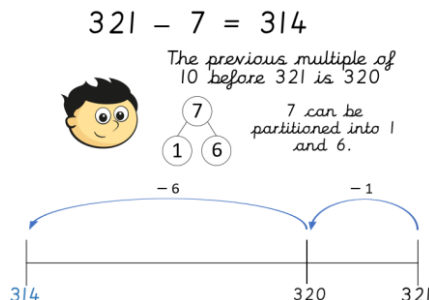 321 – 7 = 314
The previous multiple of
10 before 321 is 320
7
1 6
7 can be
partitioned into 1
and 6.
– 6 – 1
314 320 321